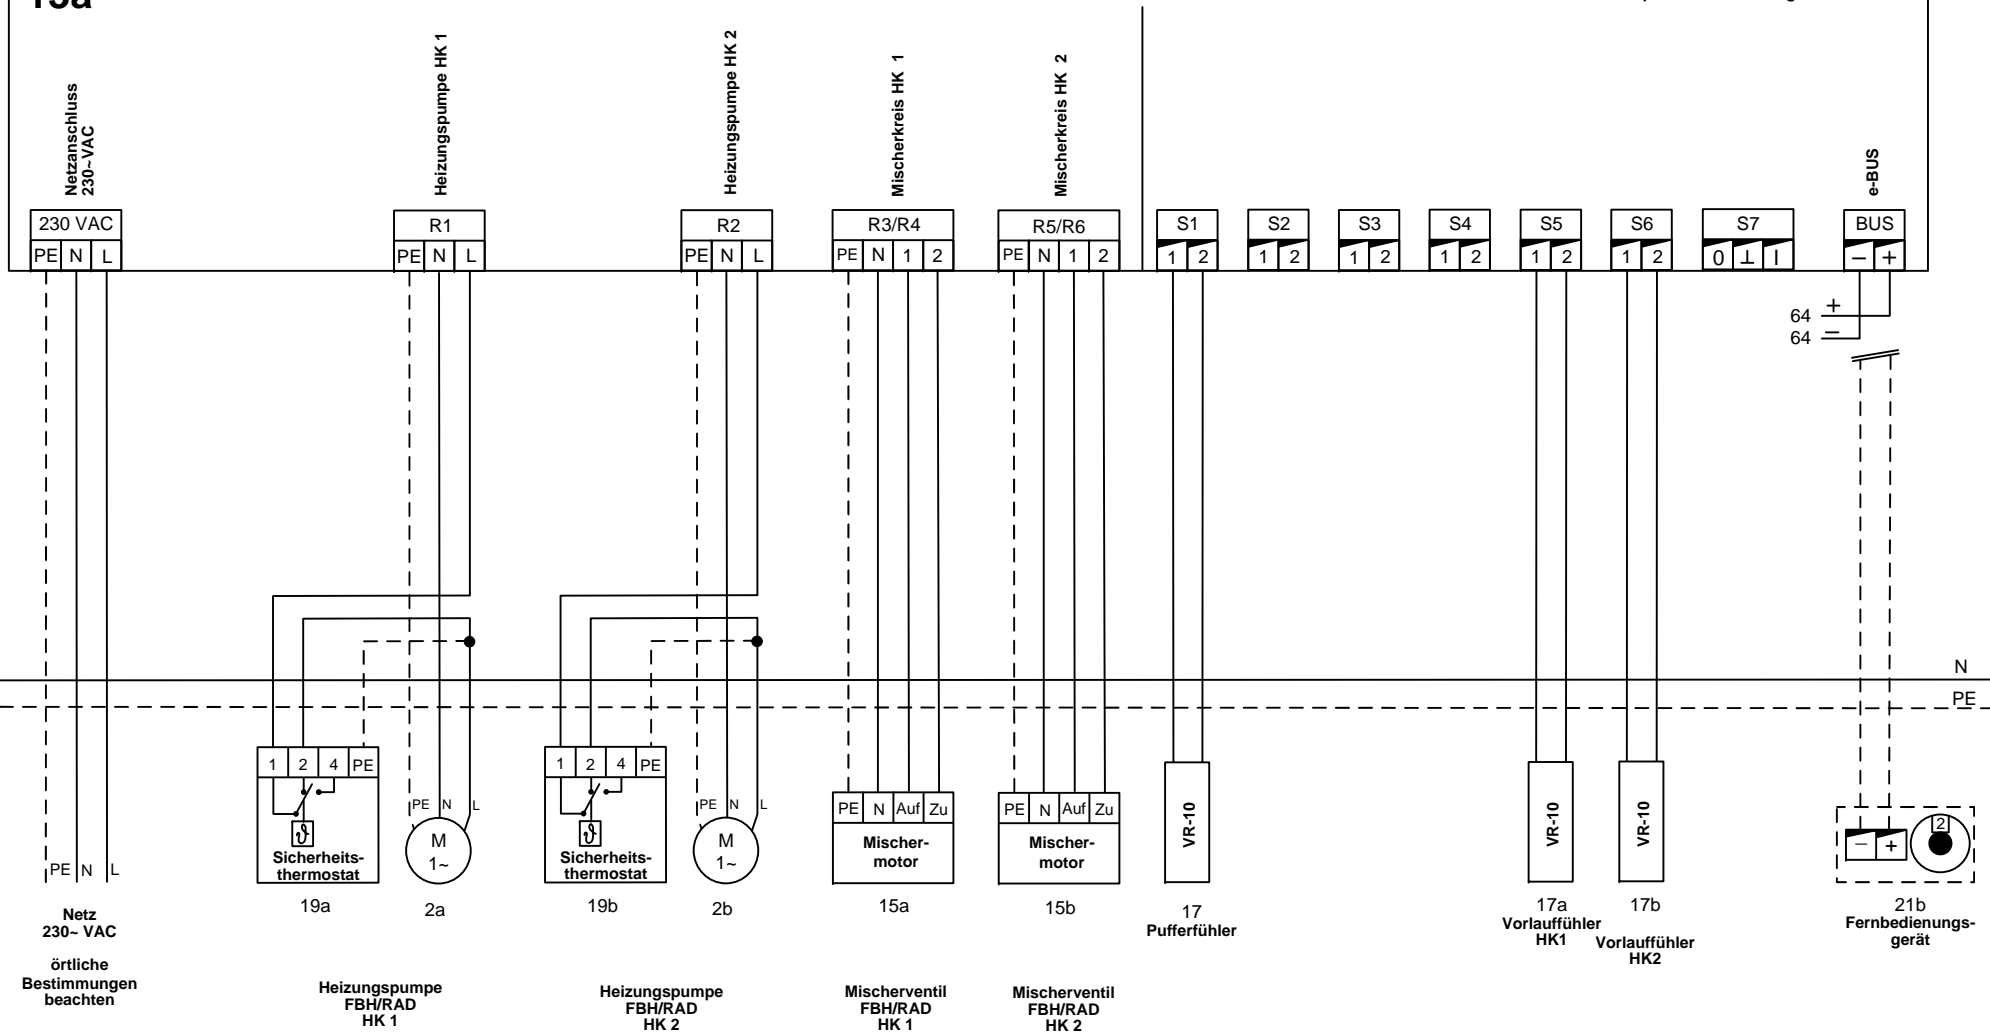 Heizungspumpe HK 1
Heizungspumpe HK 2
Mischerkreis HK 1
Mischerkreis HK 2
Netzanschluss
230~VAC
e-BUS
230 VAC
R1
R2
R3/R4
R5/R6
S1
S2
S3
S4
S5
S6
S7
BUS
PE N L
PE N L
PE N L
PE N 1 2
PE N 1 2
1 2
1 2
1 2
1 2
1 2
1 2
0 ⊥ I
− +
64 +
64 −
N
PE
1 2 4 PE
1 2 4 PE
PE N L
PE N L
PE N Auf Zu
PE N Auf Zu
VR-10
VR-10
VR-10
2
− +
M
1~
M
1~
Mischer-
motor
Mischer-
motor
ϑ
Sicherheits-
thermostat
ϑ
Sicherheits-
thermostat
PE N L
19a
2a
19b
2b
15a
15b
17
17a
17b
21b
Netz
230~ VAC
örtliche
Bestimmungen
beachten
Pufferfühler
Vorlauffühler
HK1
Vorlauffühler
HK2
Fernbedienungs-
gerät
Heizungspumpe
FBH/RAD
HK 1
Heizungspumpe
FBH/RAD
HK 2
Mischerventil
FBH/RAD
HK 1
Mischerventil
FBH/RAD
HK 2